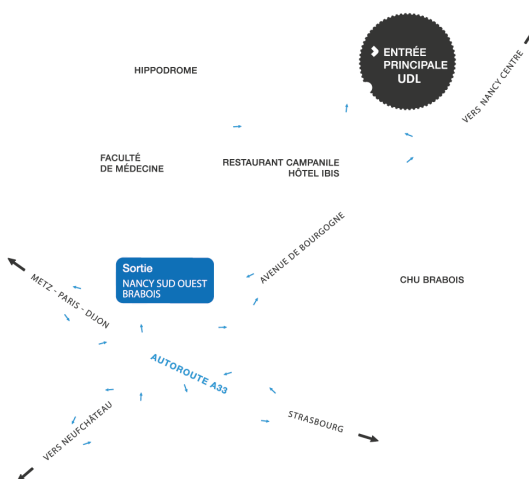 ENTRÉE
PRINCIPALE
UDL
VERS NANCY CENTRE
HIPPODROME
FACULTÉ
DE MÉDECINE
RESTAURANT CAMPANILE
HÔTEL IBIS
AVENUE DE BOURGOGNE
Sortie
NANCY SUD OUEST
BRABOIS
CHU BRABOIS
METZ - PARIS - DIJON
AUTOROUTE A33
VERS NEUFCHÂTEAU
STRASBOURG